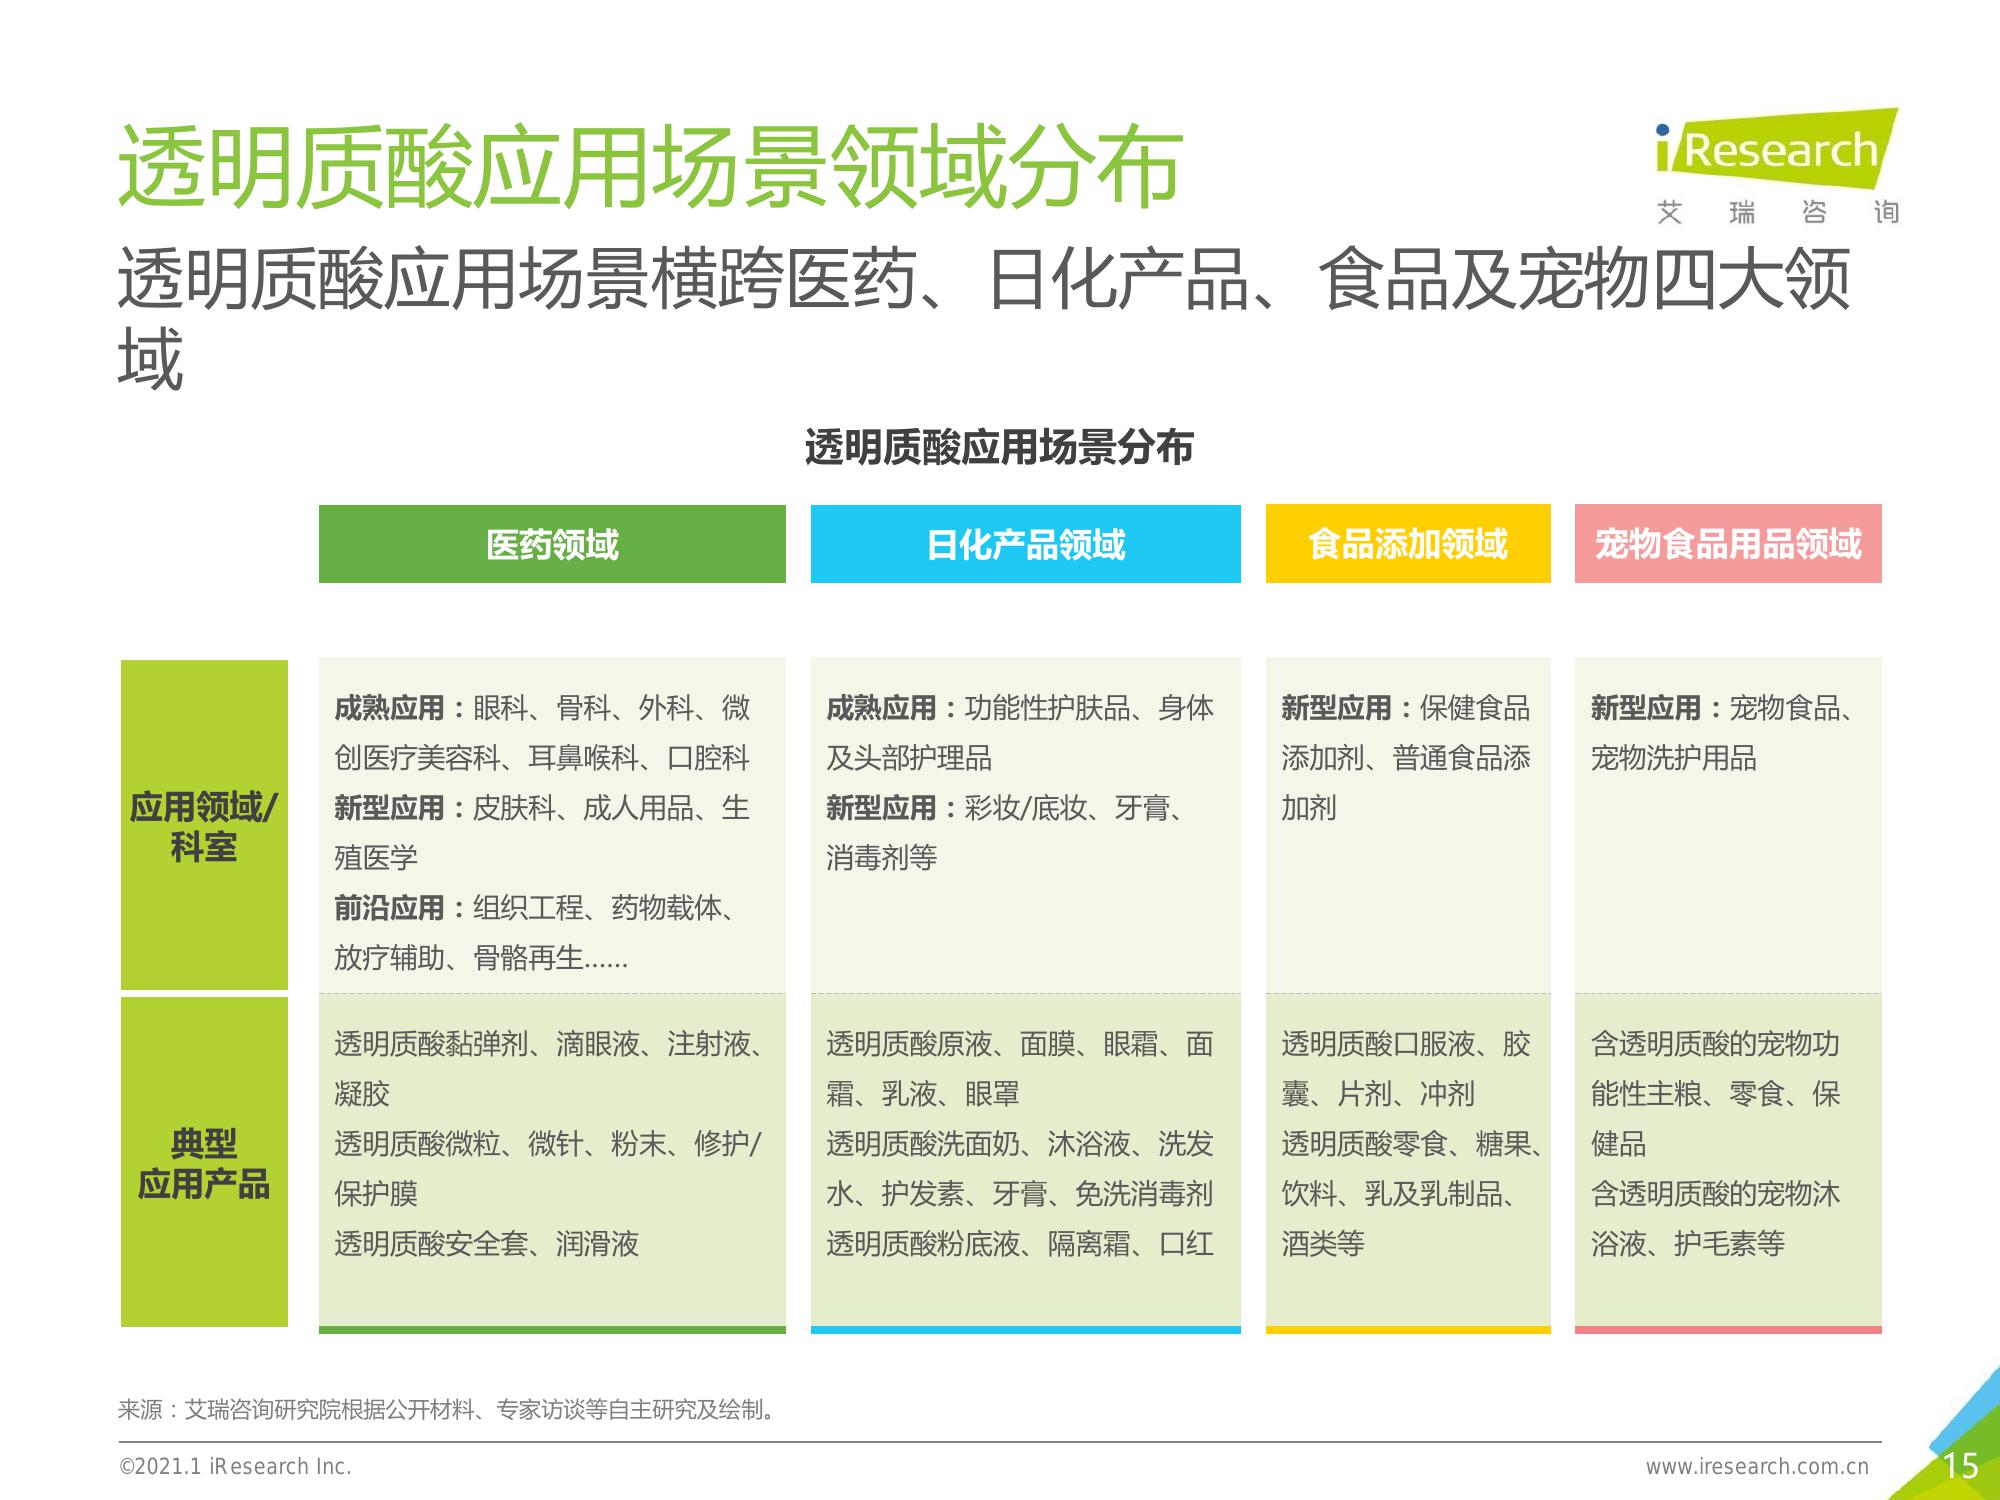 透明质酸应用场景领域分布
iResearch
艾瑞咨询
透明质酸应用场景横跨医药、日化产品、食品及宠物四大领
域
透明质酸应用场景分布
医药领域
日化产品领域
食品添加领域
宠物食品用品领域
应用领域/
科室
成熟应用：眼科、骨科、外科、微
创医疗美容科、耳鼻喉科、口腔科
新型应用：皮肤科、成人用品、生
殖医学
前沿应用：组织工程、药物载体、
放疗辅助、骨骼再生……
成熟应用：功能性护肤品、身体
及头部护理品
新型应用：彩妆/底妆、牙膏、
消毒剂等
新型应用：保健食品
添加剂、普通食品添
加剂
新型应用：宠物食品、
宠物洗护用品
典型
应用产品
透明质酸黏弹剂、滴眼液、注射液、
凝胶
透明质酸微粒、微针、粉末、修护/
保护膜
透明质酸安全套、润滑液
透明质酸原液、面膜、眼霜、面
霜、乳液、眼罩
透明质酸洗面奶、沐浴液、洗发
水、护发素、牙膏、免洗消毒剂
透明质酸粉底液、隔离霜、口红
透明质酸口服液、胶
囊、片剂、冲剂
透明质酸零食、糖果、
饮料、乳及乳制品、
酒类等
含透明质酸的宠物功
能性主粮、零食、保
健品
含透明质酸的宠物沐
浴液、护毛素等
来源：艾瑞咨询研究院根据公开材料、专家访谈等自主研究及绘制。
©2021.1 iResearch Inc.
www.iresearch.com.cn
15